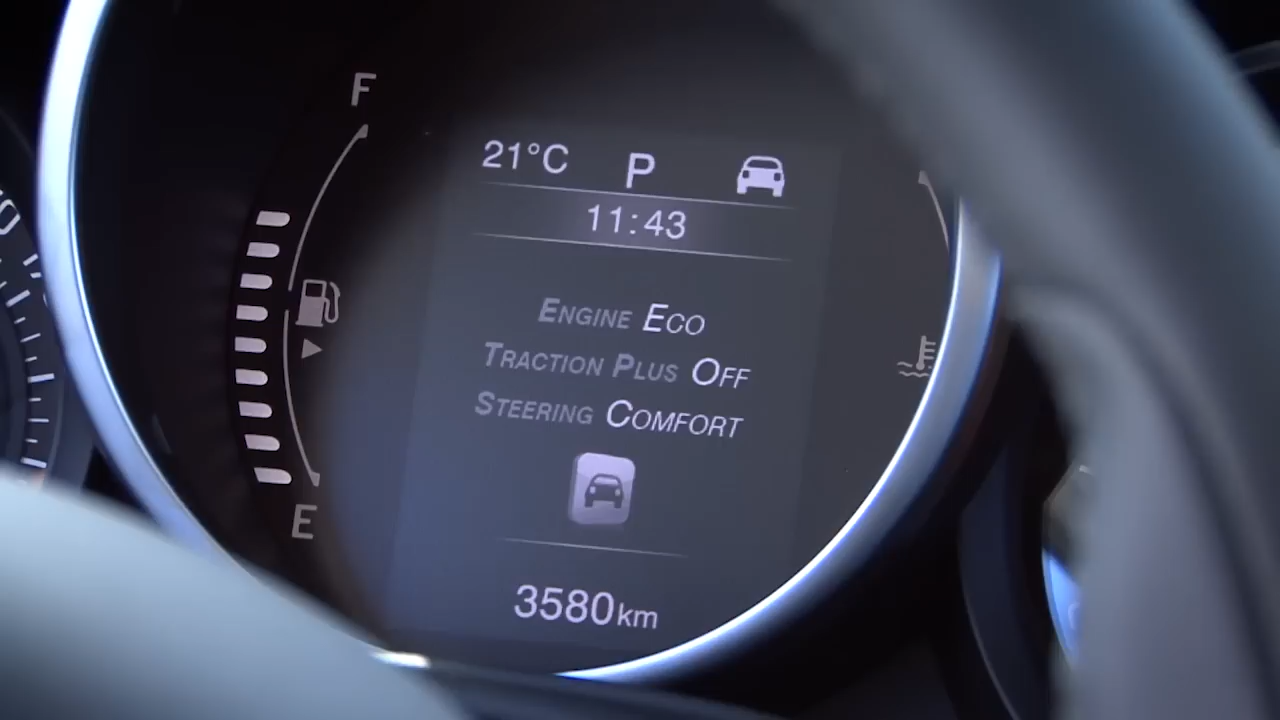 F
21°C P
11:43
ENGINE ECO
TRACTION PLUS OFF
STEERING COMFORT
E
3580km